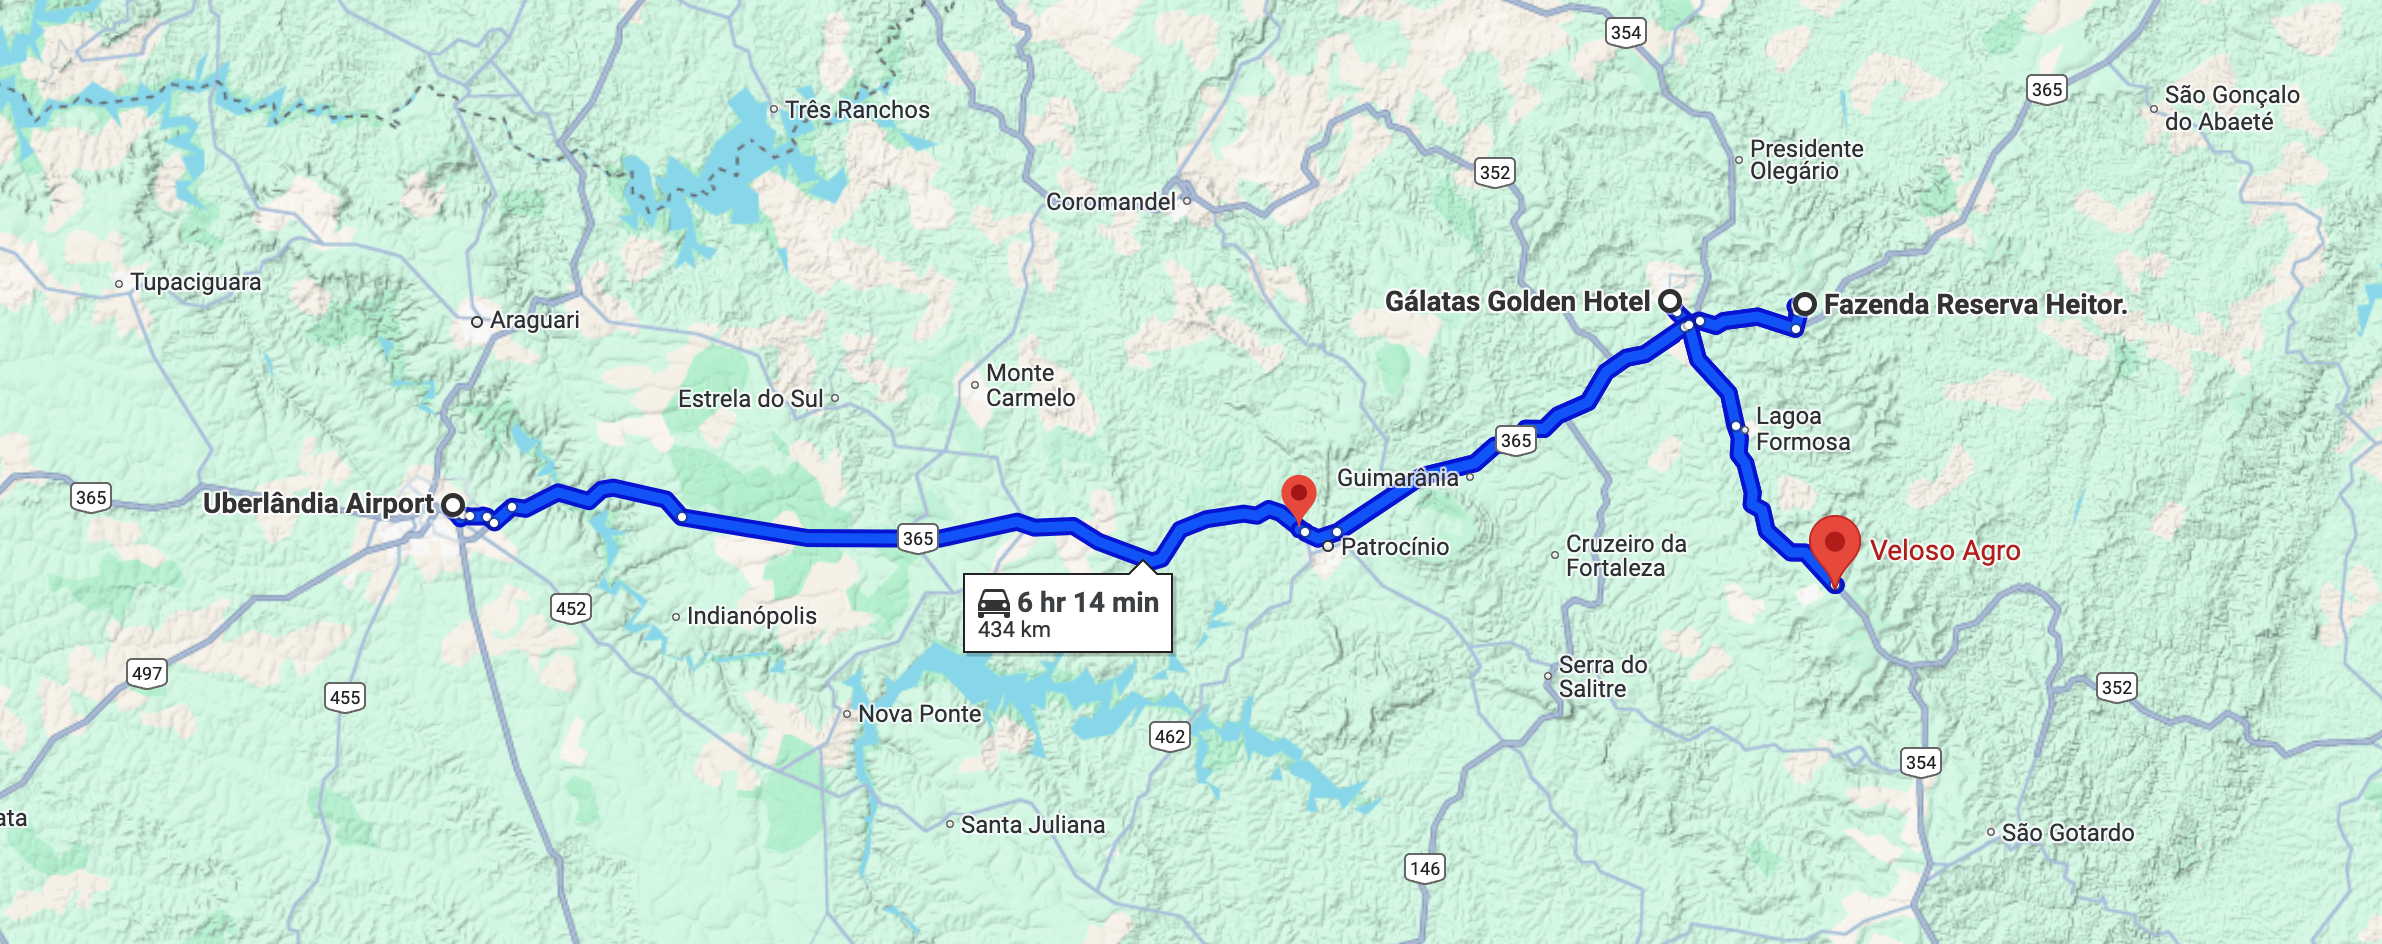 354
365
São Gonçalo
do Abaeté
Três Ranchos
Presidente
Olegário
352
Coromandel
Tupaciguara
Araguari
Gálatas Golden Hotel
Fazenda Reserva Heitor.
Monte
Carmelo
Estrela do Sul
Lagoa
Formosa
365
Guimarânia
365
Uberlândia Airport
365
Patrocínio
Cruzeiro da
Fortaleza
Veloso Agro
6 hr 14 min
434 km
452
Indianópolis
497
455
Serra do
Salitre
352
Nova Ponte
462
354
ata
Santa Juliana
São Gotardo
146